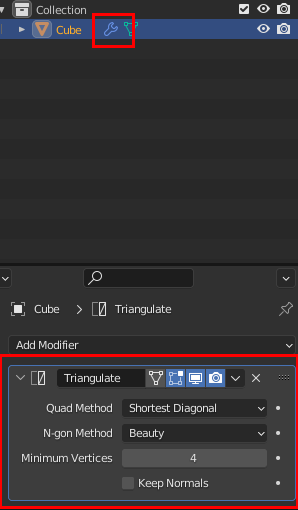 Collection
Cube
Cube > Triangulate
Add Modifier
Triangulate
Quad Method Shortest Diagonal
N-gon Method Beauty
Minimum Vertices 4
Keep Normals